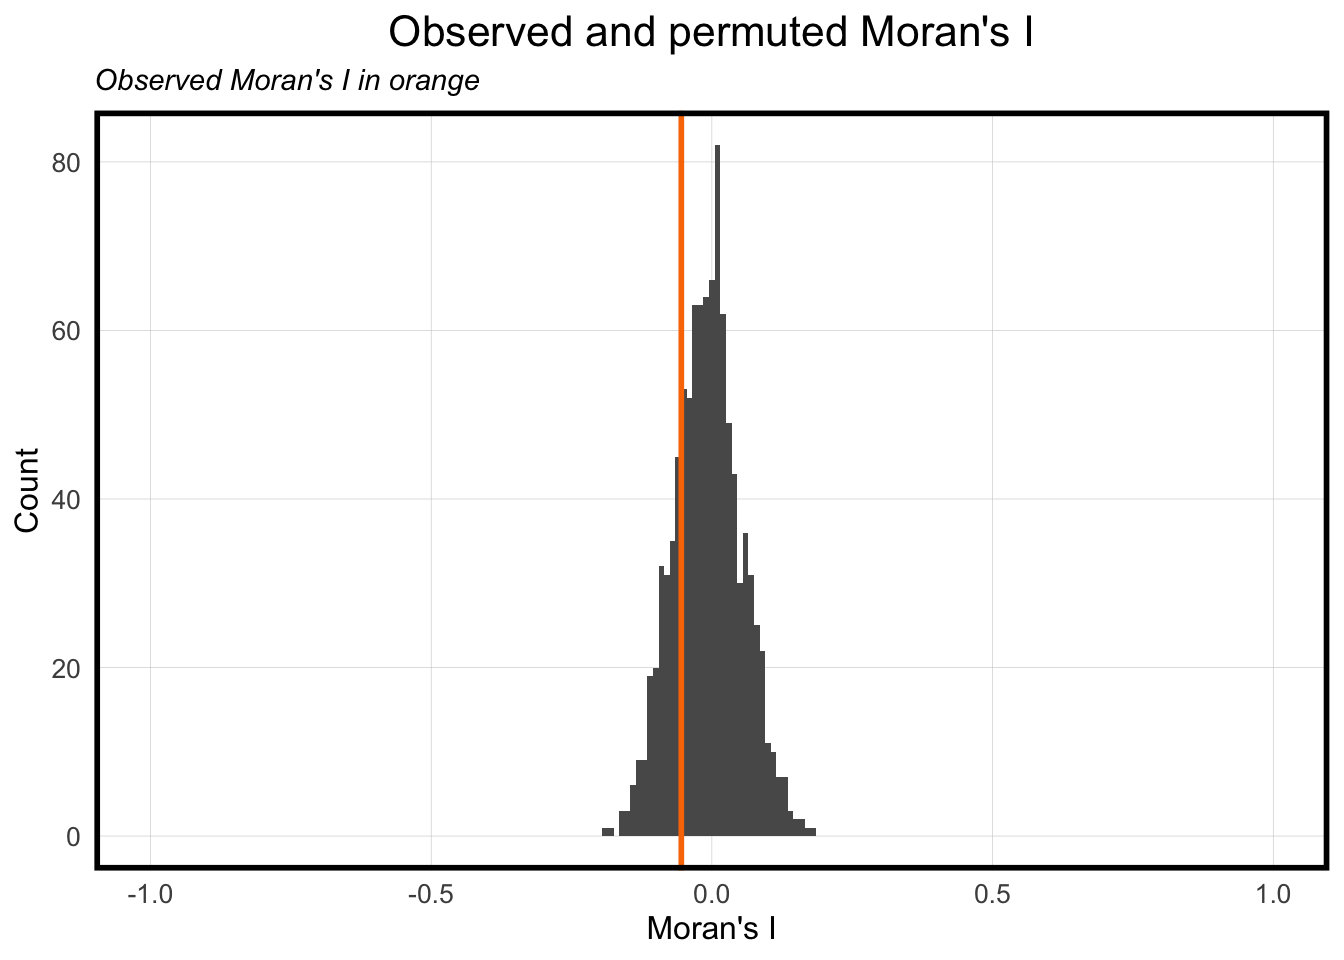 Observed and permuted Moran's I
Observed Moran's I in orange
80
60
40
20
0
Count
-1.0 -0.5 0.0 0.5 1.0
Moran's I